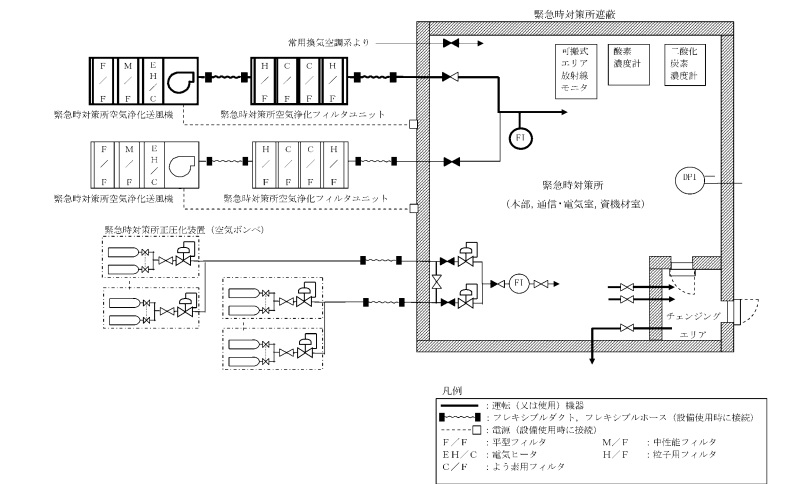 緊急時対策所遮蔽
常用換気空調系より
可搬式
エリア
放射線
モニタ
酸素
濃度計
二酸化
炭素
濃度計
F/F
M/F
EH/C
H/F
C/F
C/F
H/F
緊急時対策所空気浄化送風機
緊急時対策所空気浄化フィルタユニット
FI
F/F
M/F
EH/C
H/F
C/F
C/F
H/F
緊急時対策所空気浄化送風機
緊急時対策所空気浄化フィルタユニット
DPI
緊急時対策所
(本部, 通信・電気室, 資機材室)
緊急時対策所正圧化装置(空気ボンベ)
FI
チェンジング
エリア
凡例
:運転(又は使用)機器
:フレキシブルダクト, フレキシブルホース(設備使用時に接続)
:電源(設備使用時に接続)
F/F :平型フィルタ M/F :中性能フィルタ
EH/C :電気ヒータ H/F :粒子用フィルタ
C/F :よう素用フィルタ